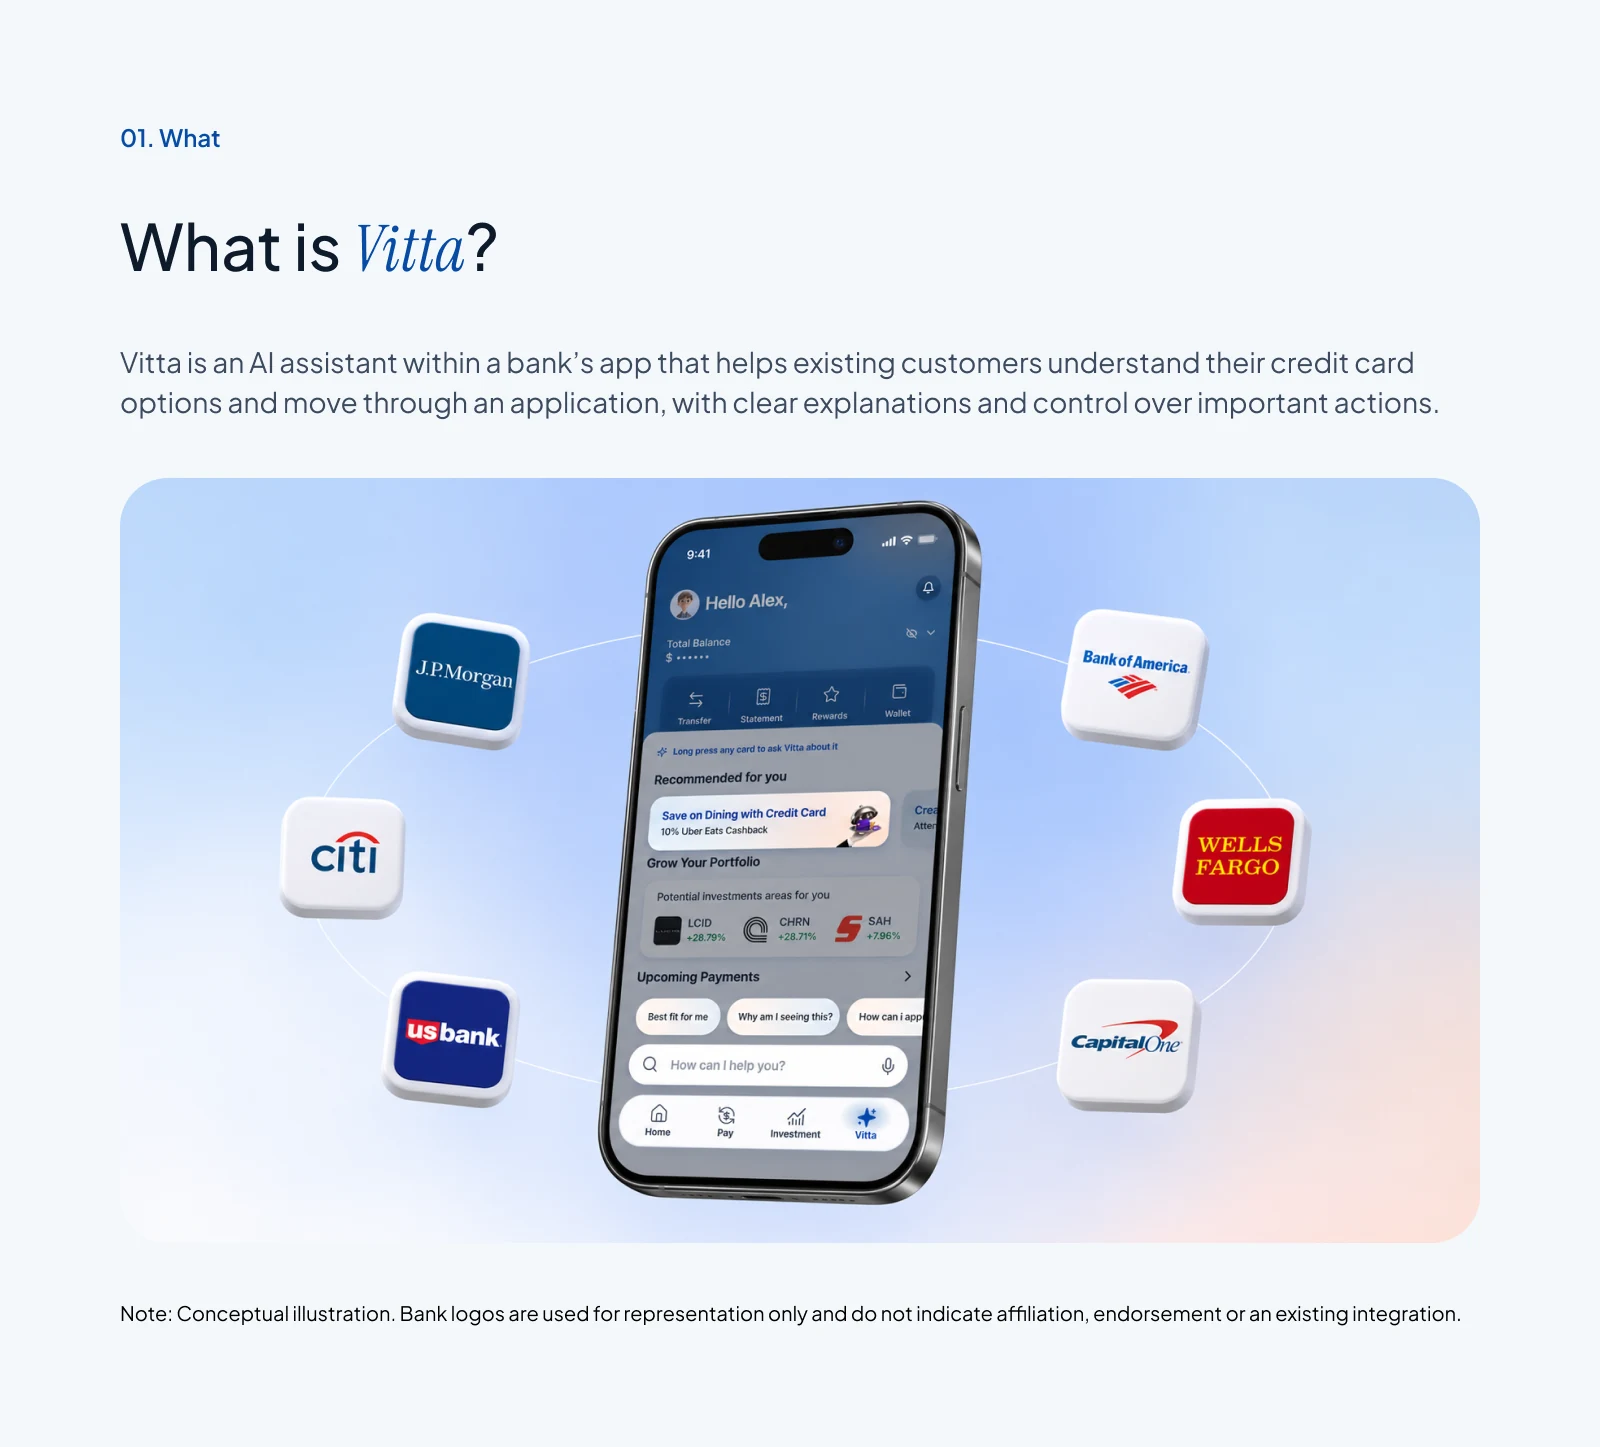 01. What
What is Vitta?
Vitta is an AI assistant within a bank’s app that helps existing customers understand their credit card
options and move through an application, with clear explanations and control over important actions.
9:41
Hello Alex,
Total Balance
$ ••••••
Transfer
Statement
Rewards
Wallet
Long press any card to ask Vitta about it
Recommended for you
Save on Dining with Credit Card
10% Uber Eats Cashback
Crea
Atten
Grow Your Portfolio
Potential investments areas for you
LCID
+28.79%
CHRN
+28.71%
SAH
+7.96%
Upcoming Payments
Best fit for me
Why am I seeing this?
How can i app
How can I help you?
Home
Pay
Investment
Vitta
J.P.Morgan
citi
usbank
Bank of America
WELLS
FARGO
CapitalOne
Note: Conceptual illustration. Bank logos are used for representation only and do not indicate affiliation, endorsement or an existing integration.